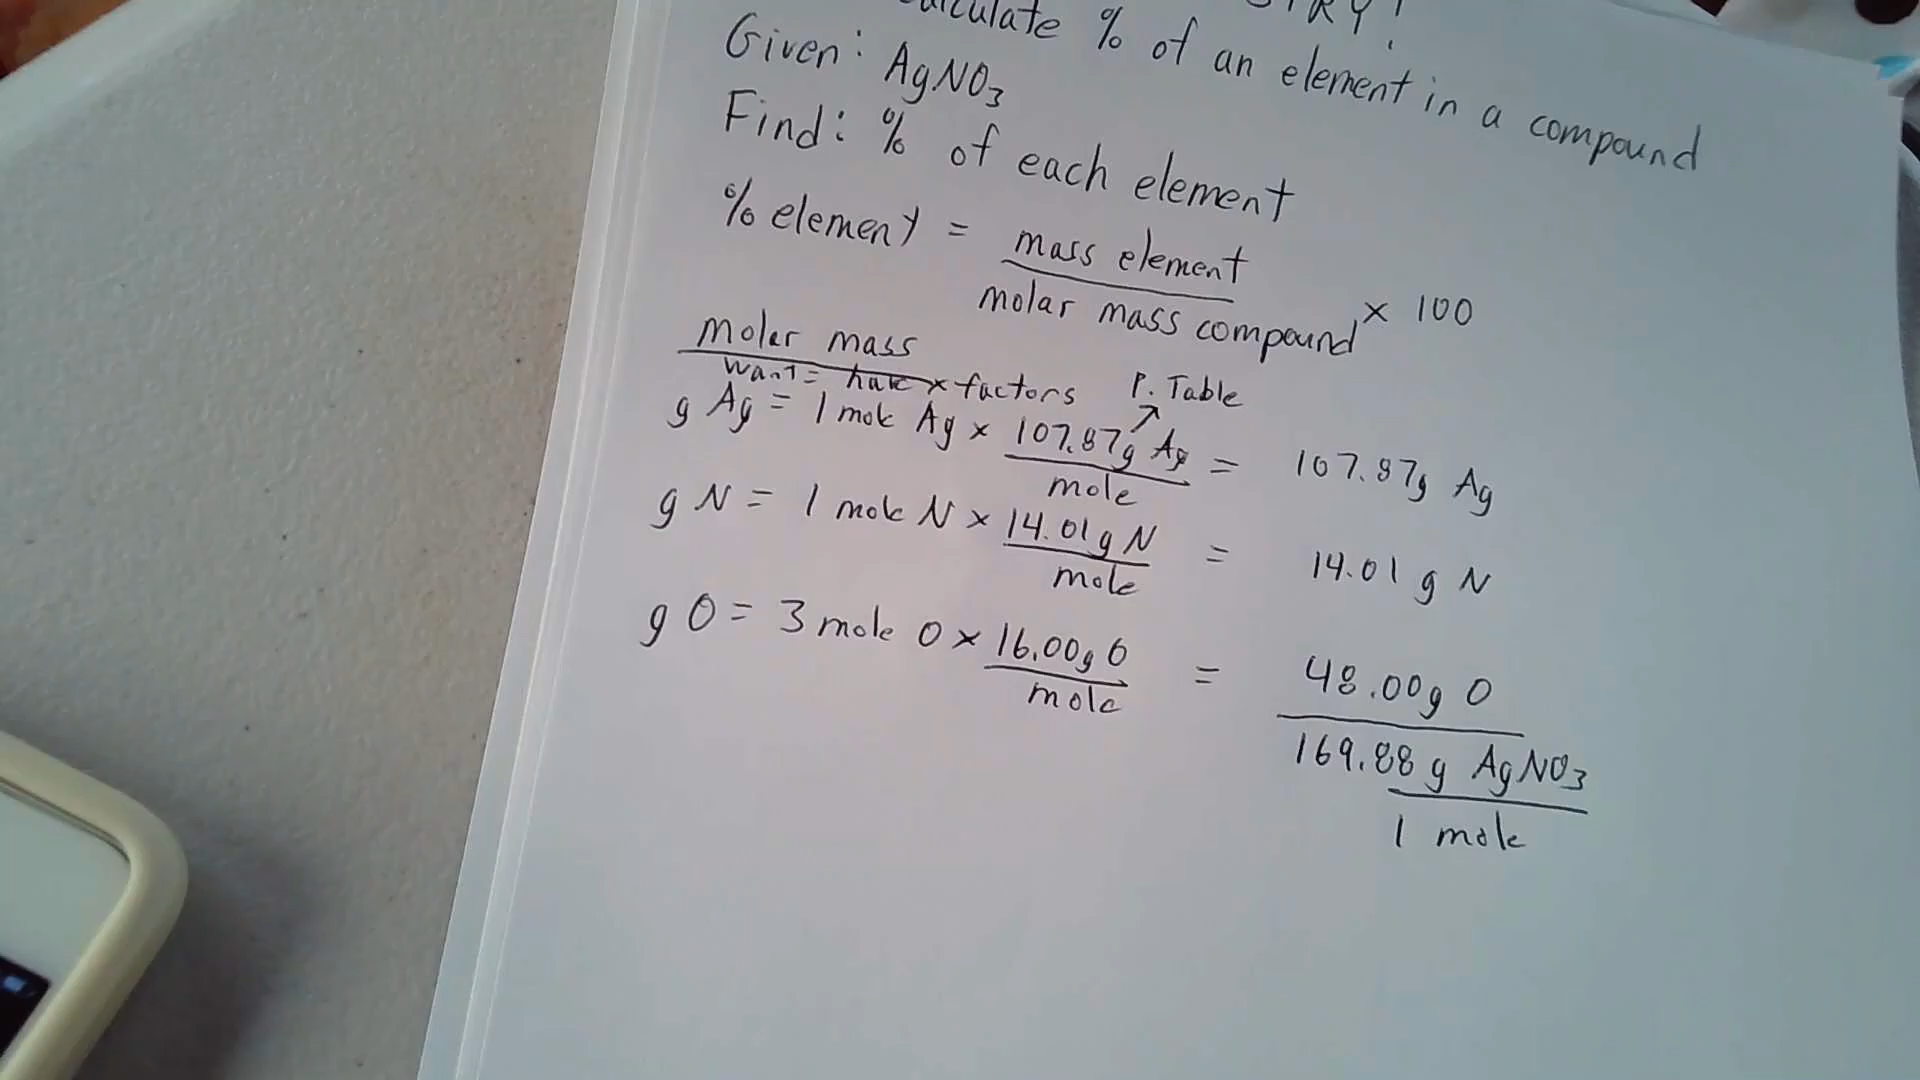 % of an element in a compound
Given: AgNO3
Find: % of each element
% element = mass element
molar mass compound × 100
molar mass
want = have × factors P. Table
g Ag = 1 mole Ag × 107.87g Ag = 107.87g Ag
mole
g N = 1 mole N × 14.01g N = 14.01 g N
mole
g O = 3 mole O × 16.00g O = 48.00g O
mole
169.88 g AgNO3
1 mole